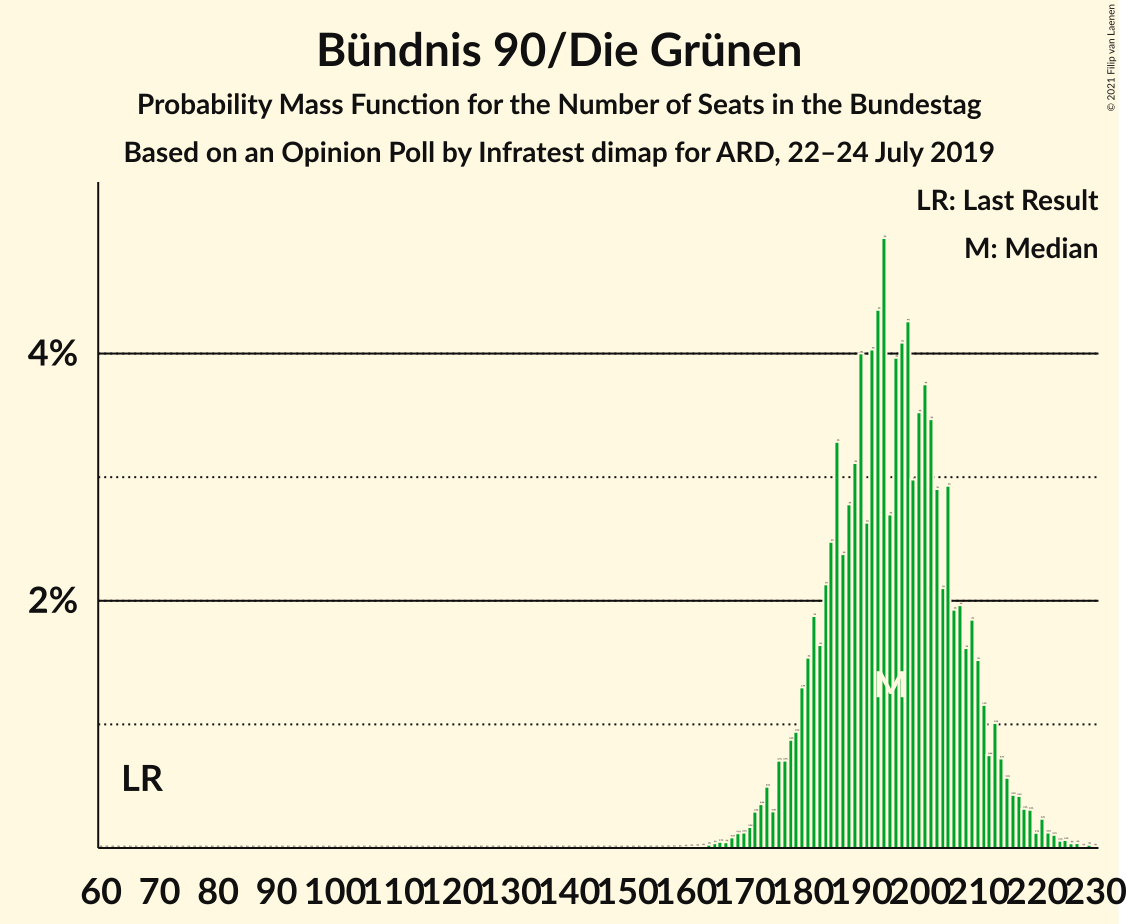 Bündnis 90/Die Grünen
Probability Mass Function for the Number of Seats in the Bundestag
Based on an Opinion Poll by Infratest dimap for ARD, 22–24 July 2019
© 2021 Filip van Laenen
LR: Last Result
M: Median
4%
2%
M
LR
60 70 80 90 100 110 120 130 140 150 160 170 180 190 200 210 220 230